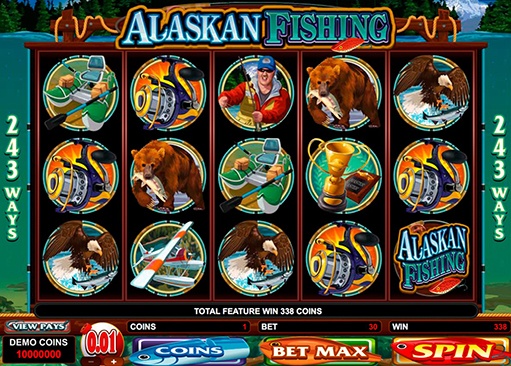 ALASKAN FISHING
243 WAYS
243 WAYS
ALASKAN
FISHING
TOTAL FEATURE WIN 338 COINS
VIEW PAYS
COINS 1
BET 30
WIN 338
DEMO COINS
10000000
0.01
- +
COINS
BET MAX
SPIN